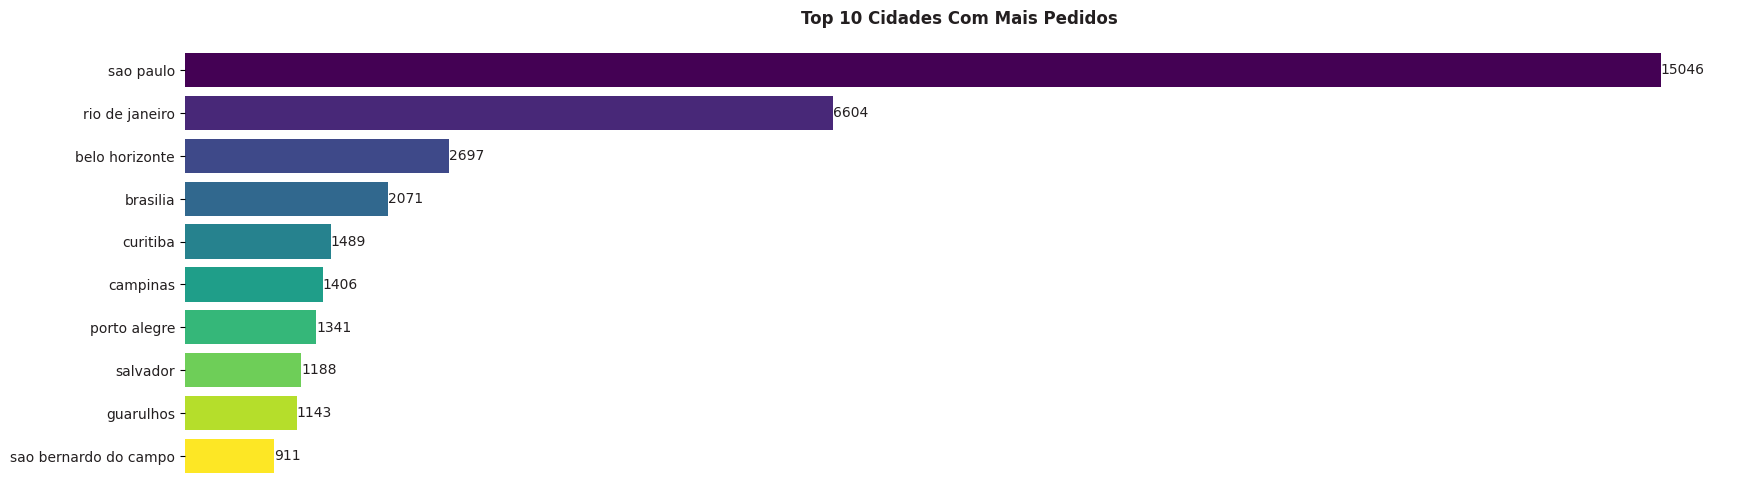 Top 10 Cidades Com Mais Pedidos
sao paulo 15046
rio de janeiro 6604
belo horizonte 2697
brasilia 2071
curitiba 1489
campinas 1406
porto alegre 1341
salvador 1188
guarulhos 1143
sao bernardo do campo 911